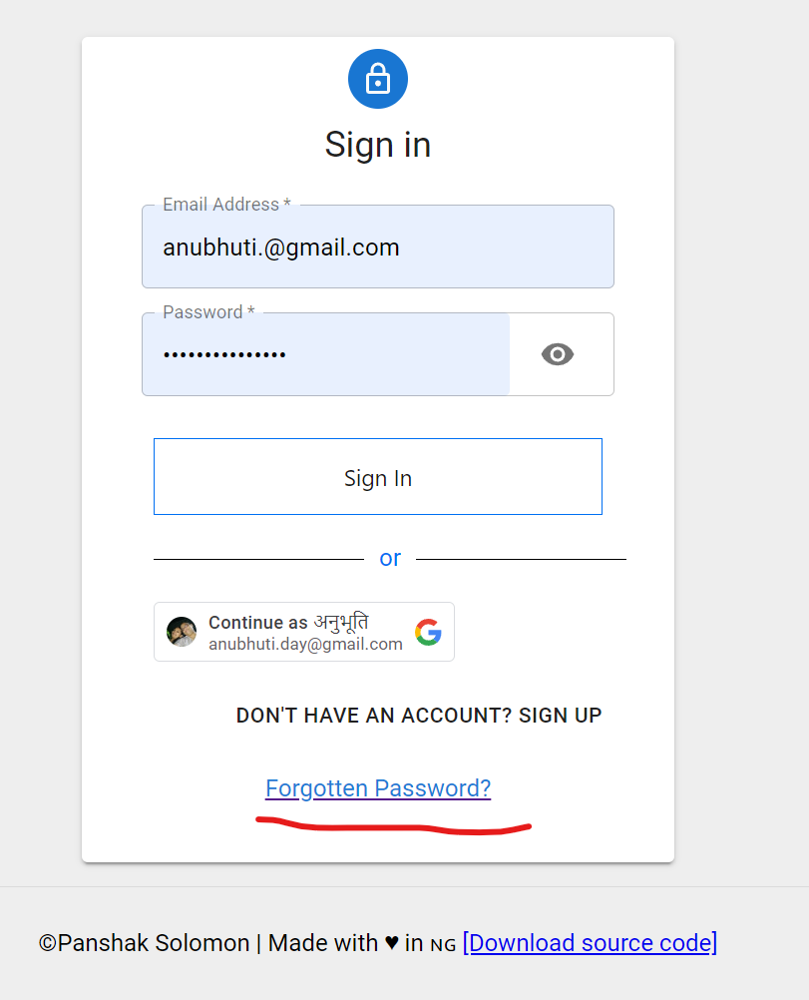 Sign in
Email Address *
anubhuti.@gmail.com
Password *
•••••••••••••••
Sign In
or
Continue as अनुभूति
anubhuti.day@gmail.com
DON'T HAVE AN ACCOUNT? SIGN UP
Forgotten Password?
©Panshak Solomon | Made with ♥ in NG [Download source code]